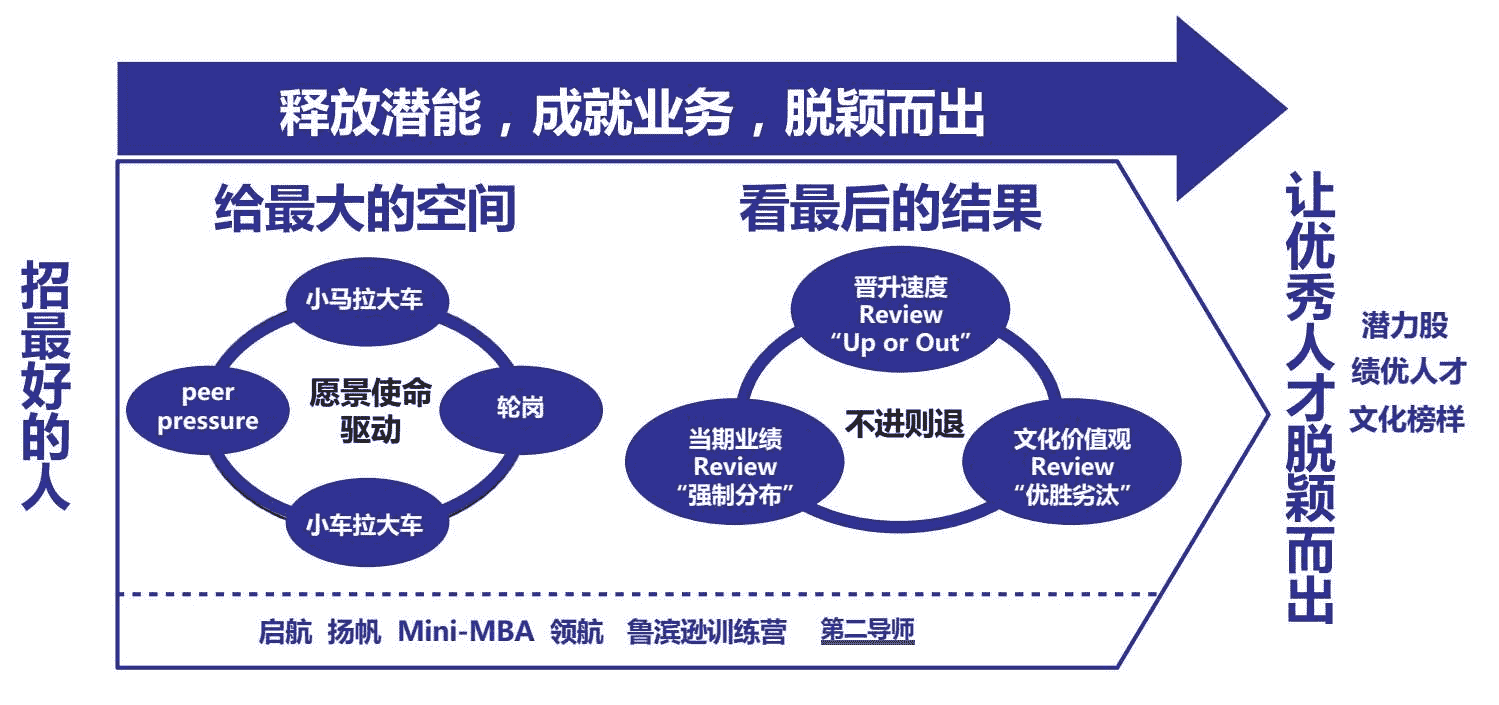 释放潜能，成就业务，脱颖而出
招最好的人
给最大的空间
小马拉大车
peer
pressure
愿景使命
驱动
轮岗
小车拉大车
看最后的结果
晋升速度
Review
“Up or Out”
当期业绩
Review
“强制分布”
不进则退
文化价值观
Review
“优胜劣汰”
启航 扬帆 Mini-MBA 领航 鲁滨逊训练营 第二导师
让优秀人才脱颖而出
潜力股
绩优人才
文化榜样